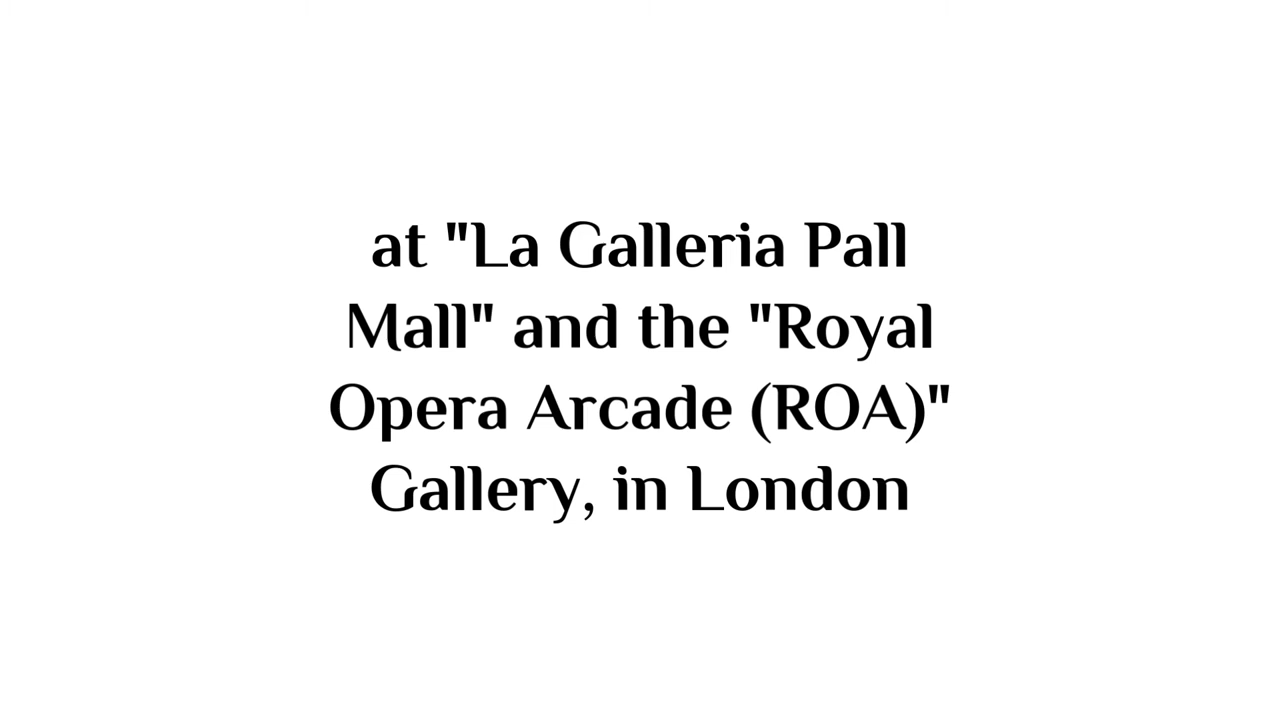 at "La Galleria Pall
Mall" and the "Royal
Opera Arcade (ROA)"
Gallery, in London